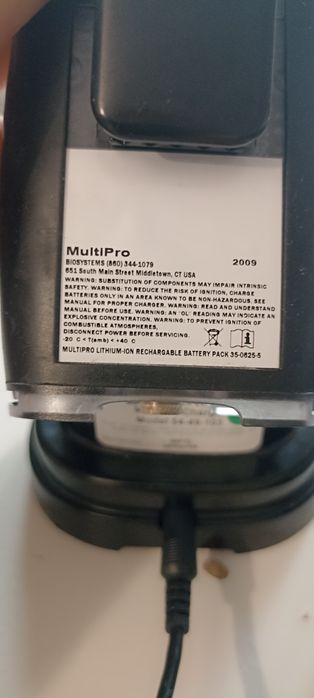 MultiPro
BIOSYSTEMS (860) 344-1079 2009
651 South Main Street Middletown, CT USA
WARNING: SUBSTITUTION OF COMPONENTS MAY IMPAIR INTRINSIC
SAFETY. WARNING: TO REDUCE THE RISK OF IGNITION, CHARGE
BATTERIES ONLY IN AN AREA KNOWN TO BE NON-HAZARDOUS. SEE
MANUAL FOR PROPER CHARGER. WARNING: READ AND UNDERSTAND
MANUAL BEFORE USE. WARNING: AN 'OL' READING MAY INDICATE AN
EXPLOSIVE CONCENTRATION. WARNING: TO PREVENT IGNITION OF
COMBUSTIBLE ATMOSPHERES,
DISCONNECT POWER BEFORE SERVICING.
-20 C < T(amb) < +40 C
MULTIPRO LITHIUM-ION RECHARGABLE BATTERY PACK 35-0625-5
Model 54-49-103